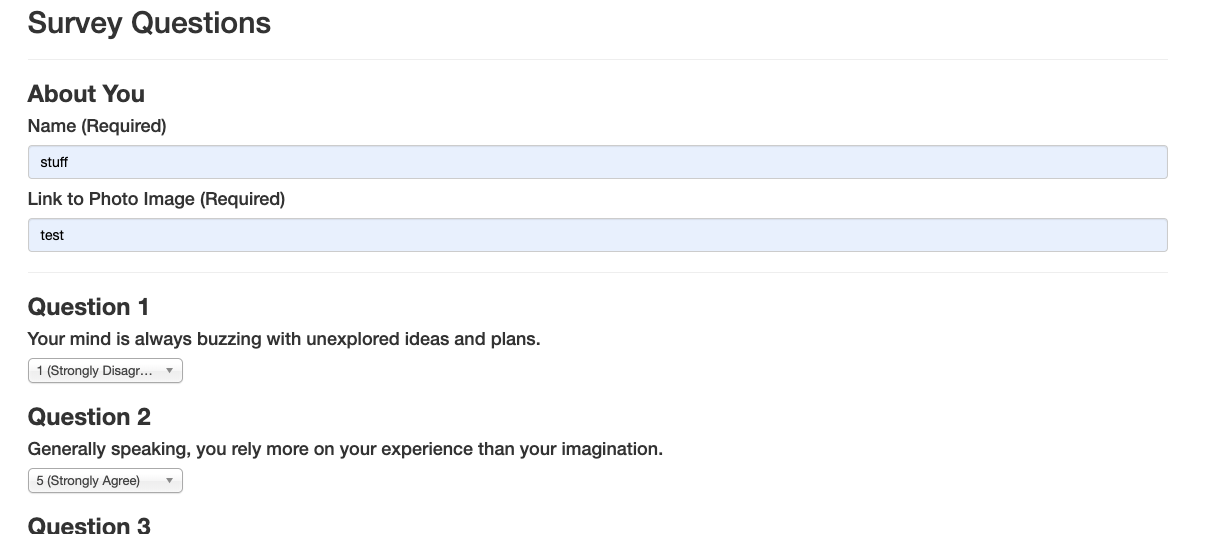 Survey Questions
About You
Name (Required)
stuff
Link to Photo Image (Required)
test
Question 1
Your mind is always buzzing with unexplored ideas and plans.
1 (Strongly Disagr...
Question 2
Generally speaking, you rely more on your experience than your imagination.
5 (Strongly Agree)
Question 3